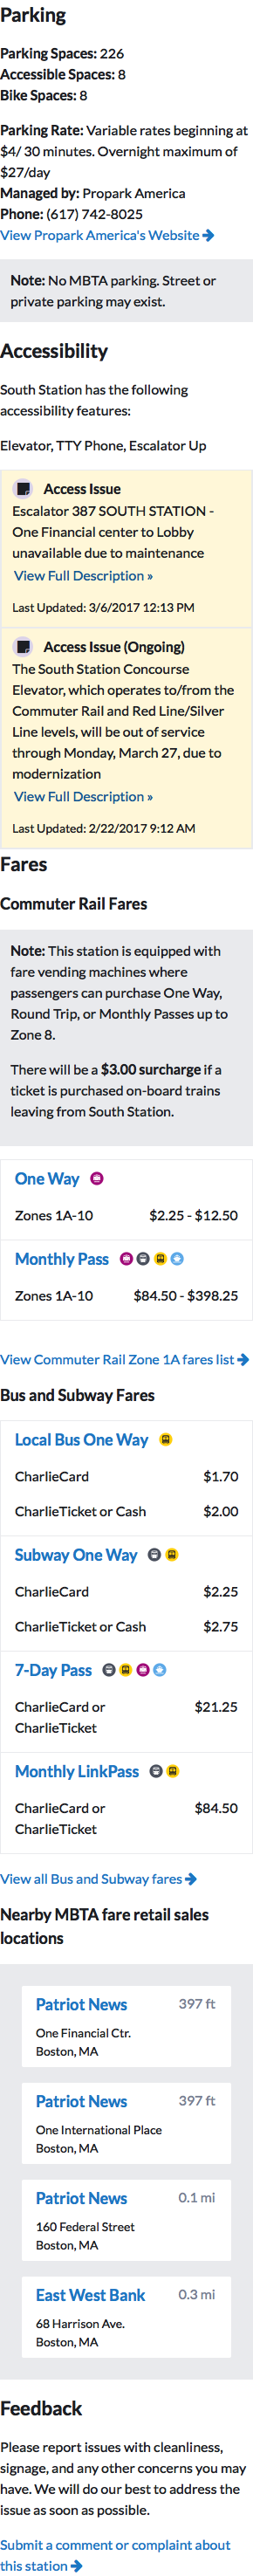 Parking
Parking Spaces: 226
Accessible Spaces: 8
Bike Spaces: 8
Parking Rate: Variable rates beginning at
$4/ 30 minutes. Overnight maximum of
$27/day
Managed by: Propark America
Phone: (617) 742-8025
View Propark America's Website
Note: No MBTA parking. Street or
private parking may exist.
Accessibility
South Station has the following
accessibility features:
Elevator, TTY Phone, Escalator Up
Access Issue
Escalator 387 SOUTH STATION -
One Financial center to Lobby
unavailable due to maintenance
View Full Description »
Last Updated: 3/6/2017 12:13 PM
Access Issue (Ongoing)
The South Station Concourse
Elevator, which operates to/from the
Commuter Rail and Red Line/Silver
Line levels, will be out of service
through Monday, March 27, due to
modernization
View Full Description »
Last Updated: 2/22/2017 9:12 AM
Fares
Commuter Rail Fares
Note: This station is equipped with
fare vending machines where
passengers can purchase One Way,
Round Trip, or Monthly Passes up to
Zone 8.
There will be a $3.00 surcharge if a
ticket is purchased on-board trains
leaving from South Station.
One Way
Zones 1A-10 $2.25 - $12.50
Monthly Pass
Zones 1A-10 $84.50 - $398.25
View Commuter Rail Zone 1A fares list
Bus and Subway Fares
Local Bus One Way
CharlieCard $1.70
CharlieTicket or Cash $2.00
Subway One Way
CharlieCard $2.25
CharlieTicket or Cash $2.75
7-Day Pass
CharlieCard or $21.25
CharlieTicket
Monthly LinkPass
CharlieCard or $84.50
CharlieTicket
View all Bus and Subway fares
Nearby MBTA fare retail sales
locations
Patriot News 397 ft
One Financial Ctr.
Boston, MA
Patriot News 397 ft
One International Place
Boston, MA
Patriot News 0.1 mi
160 Federal Street
Boston, MA
East West Bank 0.3 mi
68 Harrison Ave.
Boston, MA
Feedback
Please report issues with cleanliness,
signage, and any other concerns you may
have. We will do our best to address the
issue as soon as possible.
Submit a comment or complaint about
this station